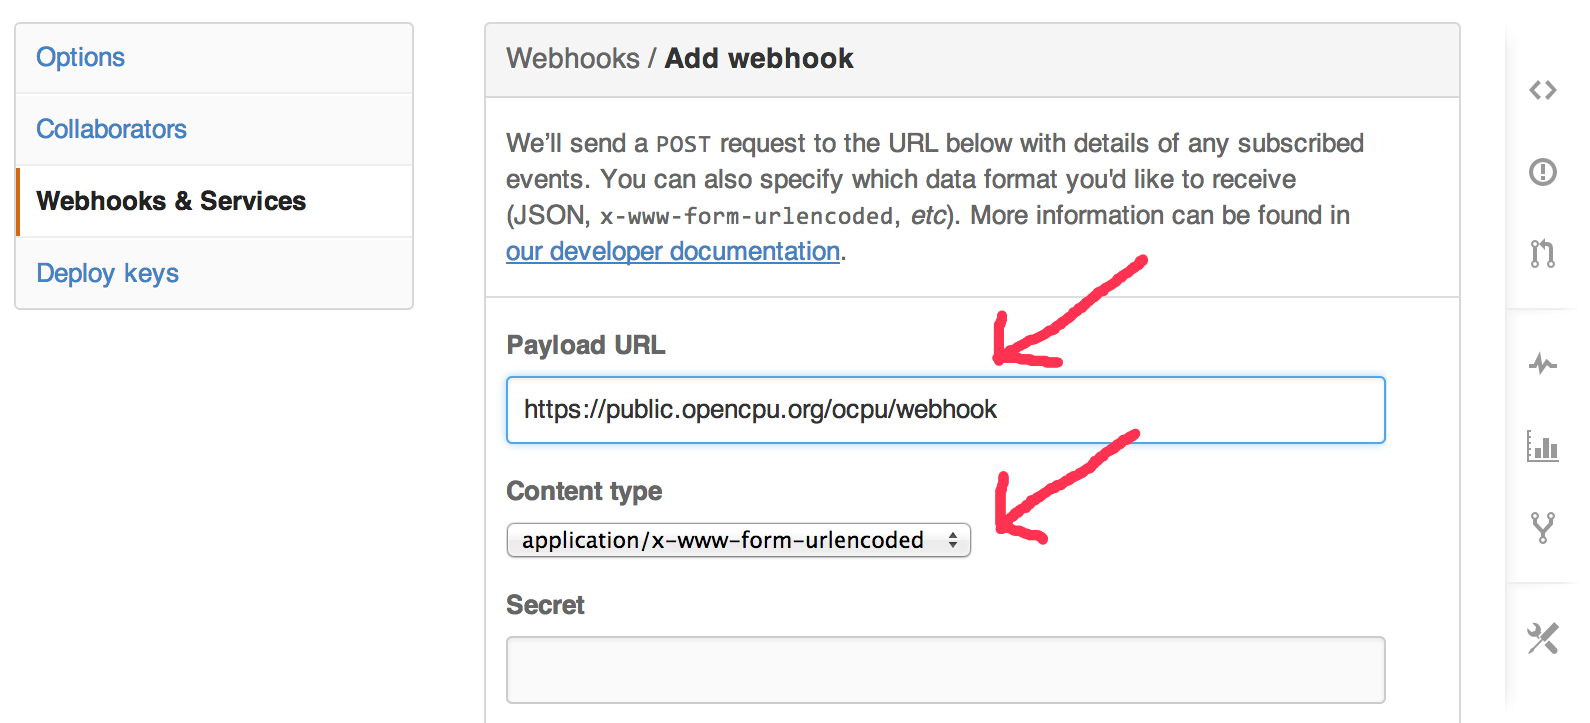 Options
Collaborators
Webhooks & Services
Deploy keys
Webhooks / Add webhook
We’ll send a POST request to the URL below with details of any subscribed
events. You can also specify which data format you'd like to receive
(JSON, x-www-form-urlencoded, etc). More information can be found in
our developer documentation.
Payload URL
https://public.opencpu.org/ocpu/webhook
Content type
application/x-www-form-urlencoded
Secret